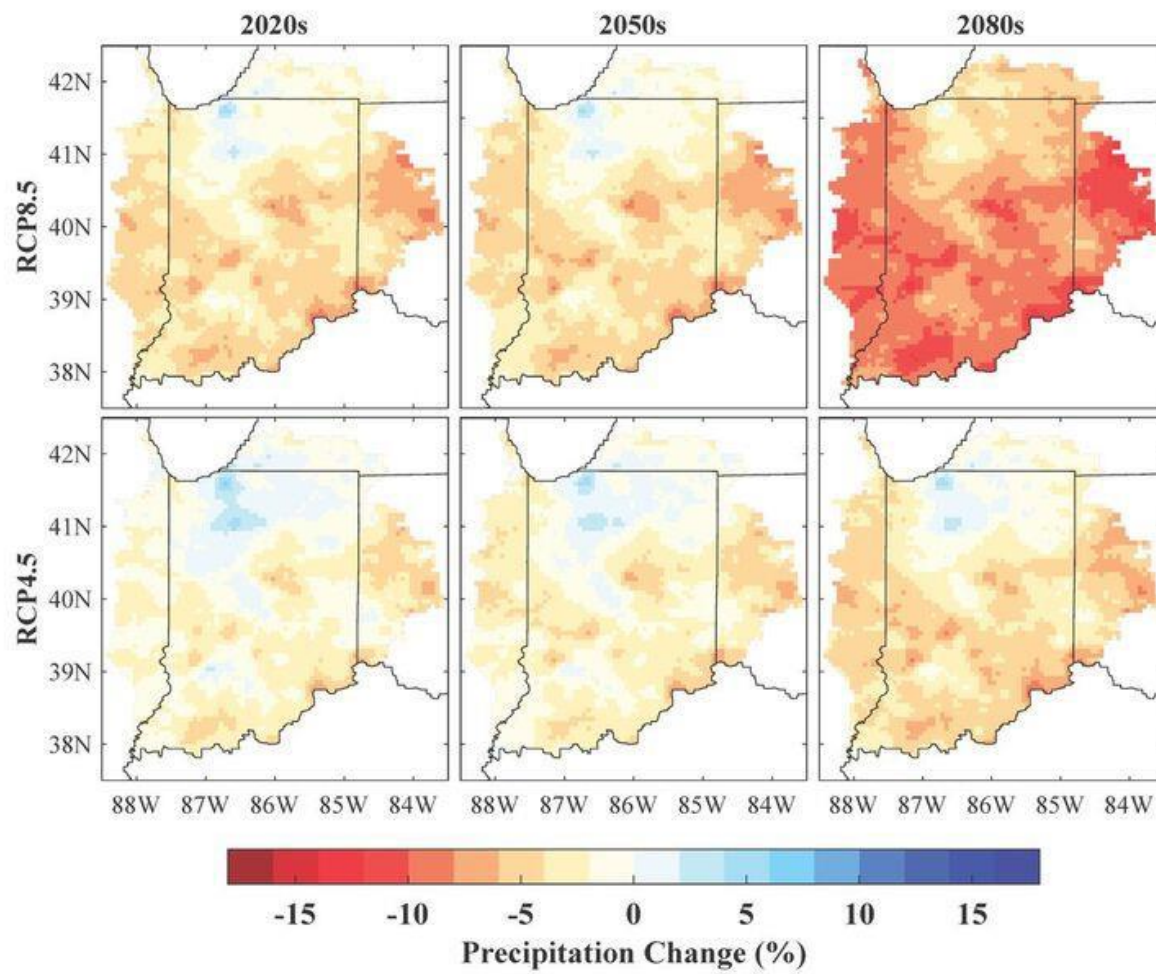 2020s 2050s 2080s
42N
41N
40N
39N
38N
RCP8.5
42N
41N
40N
39N
38N
RCP4.5
88W 87W 86W 85W 84W 88W 87W 86W 85W 84W 88W 87W 86W 85W 84W
-15 -10 -5 0 5 10 15
Precipitation Change (%)